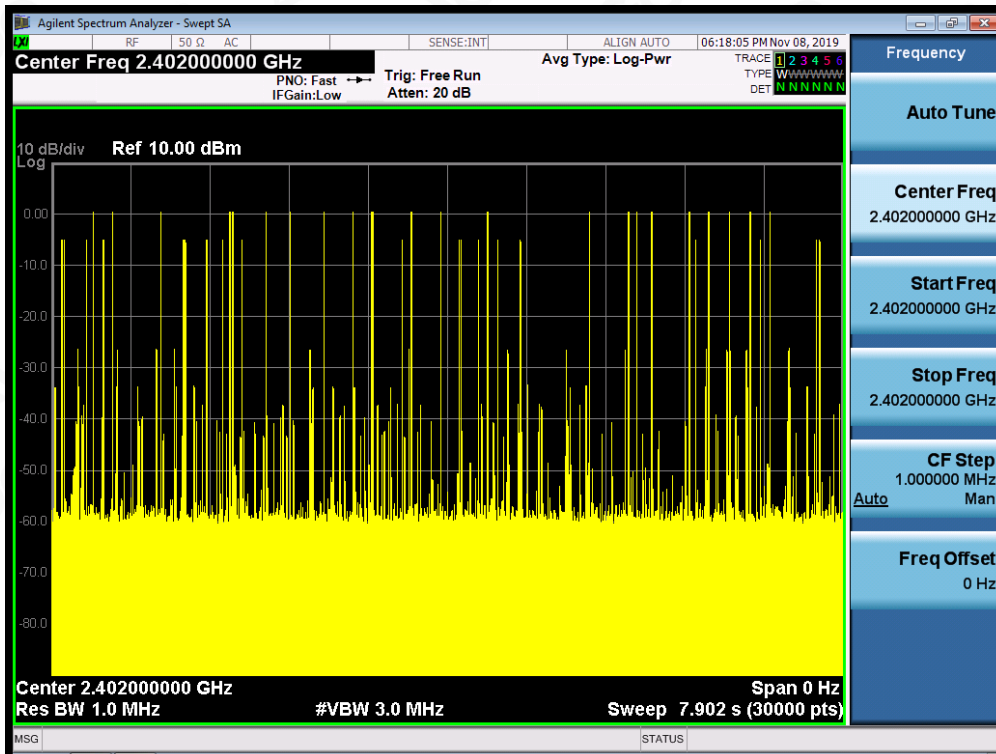 Agilent Spectrum Analyzer - Swept SA
LXI RF 50 Ω AC SENSE:INT ALIGN AUTO 06:18:05 PM Nov 08, 2019
Center Freq 2.402000000 GHz
PNO: Fast
IFGain:Low
Trig: Free Run
Atten: 20 dB
Avg Type: Log-Pwr
TRACE 1 2 3 4 5 6
TYPE WWWWWWW
DET N N N N N N
10 dB/div Ref 10.00 dBm
Log
0.00
-10.0
-20.0
-30.0
-40.0
-50.0
-60.0
-70.0
-80.0
Center 2.402000000 GHz Span 0 Hz
Res BW 1.0 MHz #VBW 3.0 MHz Sweep 7.902 s (30000 pts)
MSG STATUS
Frequency
Auto Tune
Center Freq
2.402000000 GHz
Start Freq
2.402000000 GHz
Stop Freq
2.402000000 GHz
CF Step
1.000000 MHz
Auto Man
Freq Offset
0 Hz